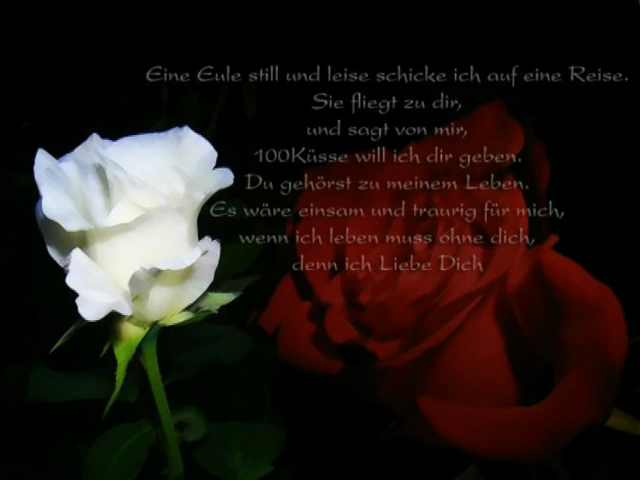 Eine Eule still und leise schicke ich auf eine Reise.
Sie fliegt zu dir,
und sagt von mir,
100Küsse will ich dir geben.
Du gehörst zu meinem Leben.
Es wäre einsam und traurig für mich,
wenn ich leben muss ohne dich,
denn ich Liebe Dich